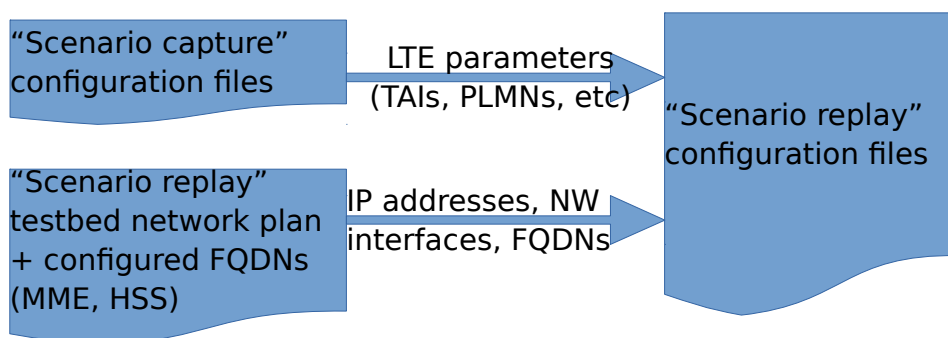 “Scenario capture”
configuration files
LTE parameters
(TAIs, PLMNs, etc)
“Scenario replay”
testbed network plan
+ configured FQDNs
(MME, HSS)
IP addresses, NW
interfaces, FQDNs
“Scenario replay”
configuration files